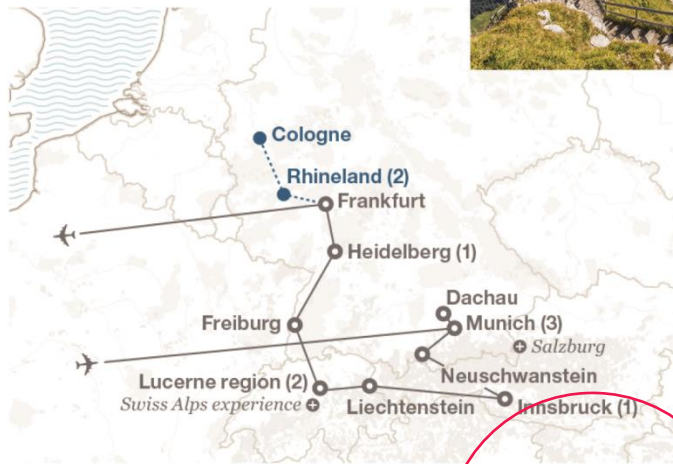 Cologne
Rhineland (2)
Frankfurt
Heidelberg (1)
Dachau
Freiburg
Munich (3)
Salzburg
Neuschwanstein
Lucerne region (2)
Swiss Alps experience
Liechtenstein
Innsbruck (1)